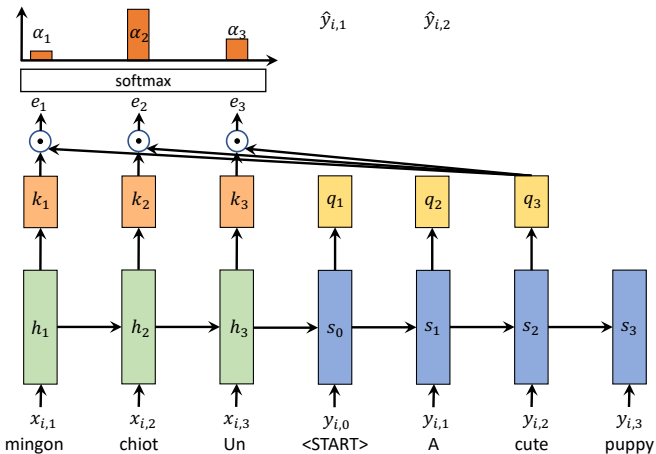 α₁ α₂ α₃ ŷᵢ,₁ ŷᵢ,₂
softmax
e₁ e₂ e₃
k₁ k₂ k₃ q₁ q₂ q₃
h₁ h₂ h₃ s₀ s₁ s₂ s₃
xᵢ,₁ xᵢ,₂ xᵢ,₃ yᵢ,₀ yᵢ,₁ yᵢ,₂ yᵢ,₃
mingon chiot Un <START> A cute puppy